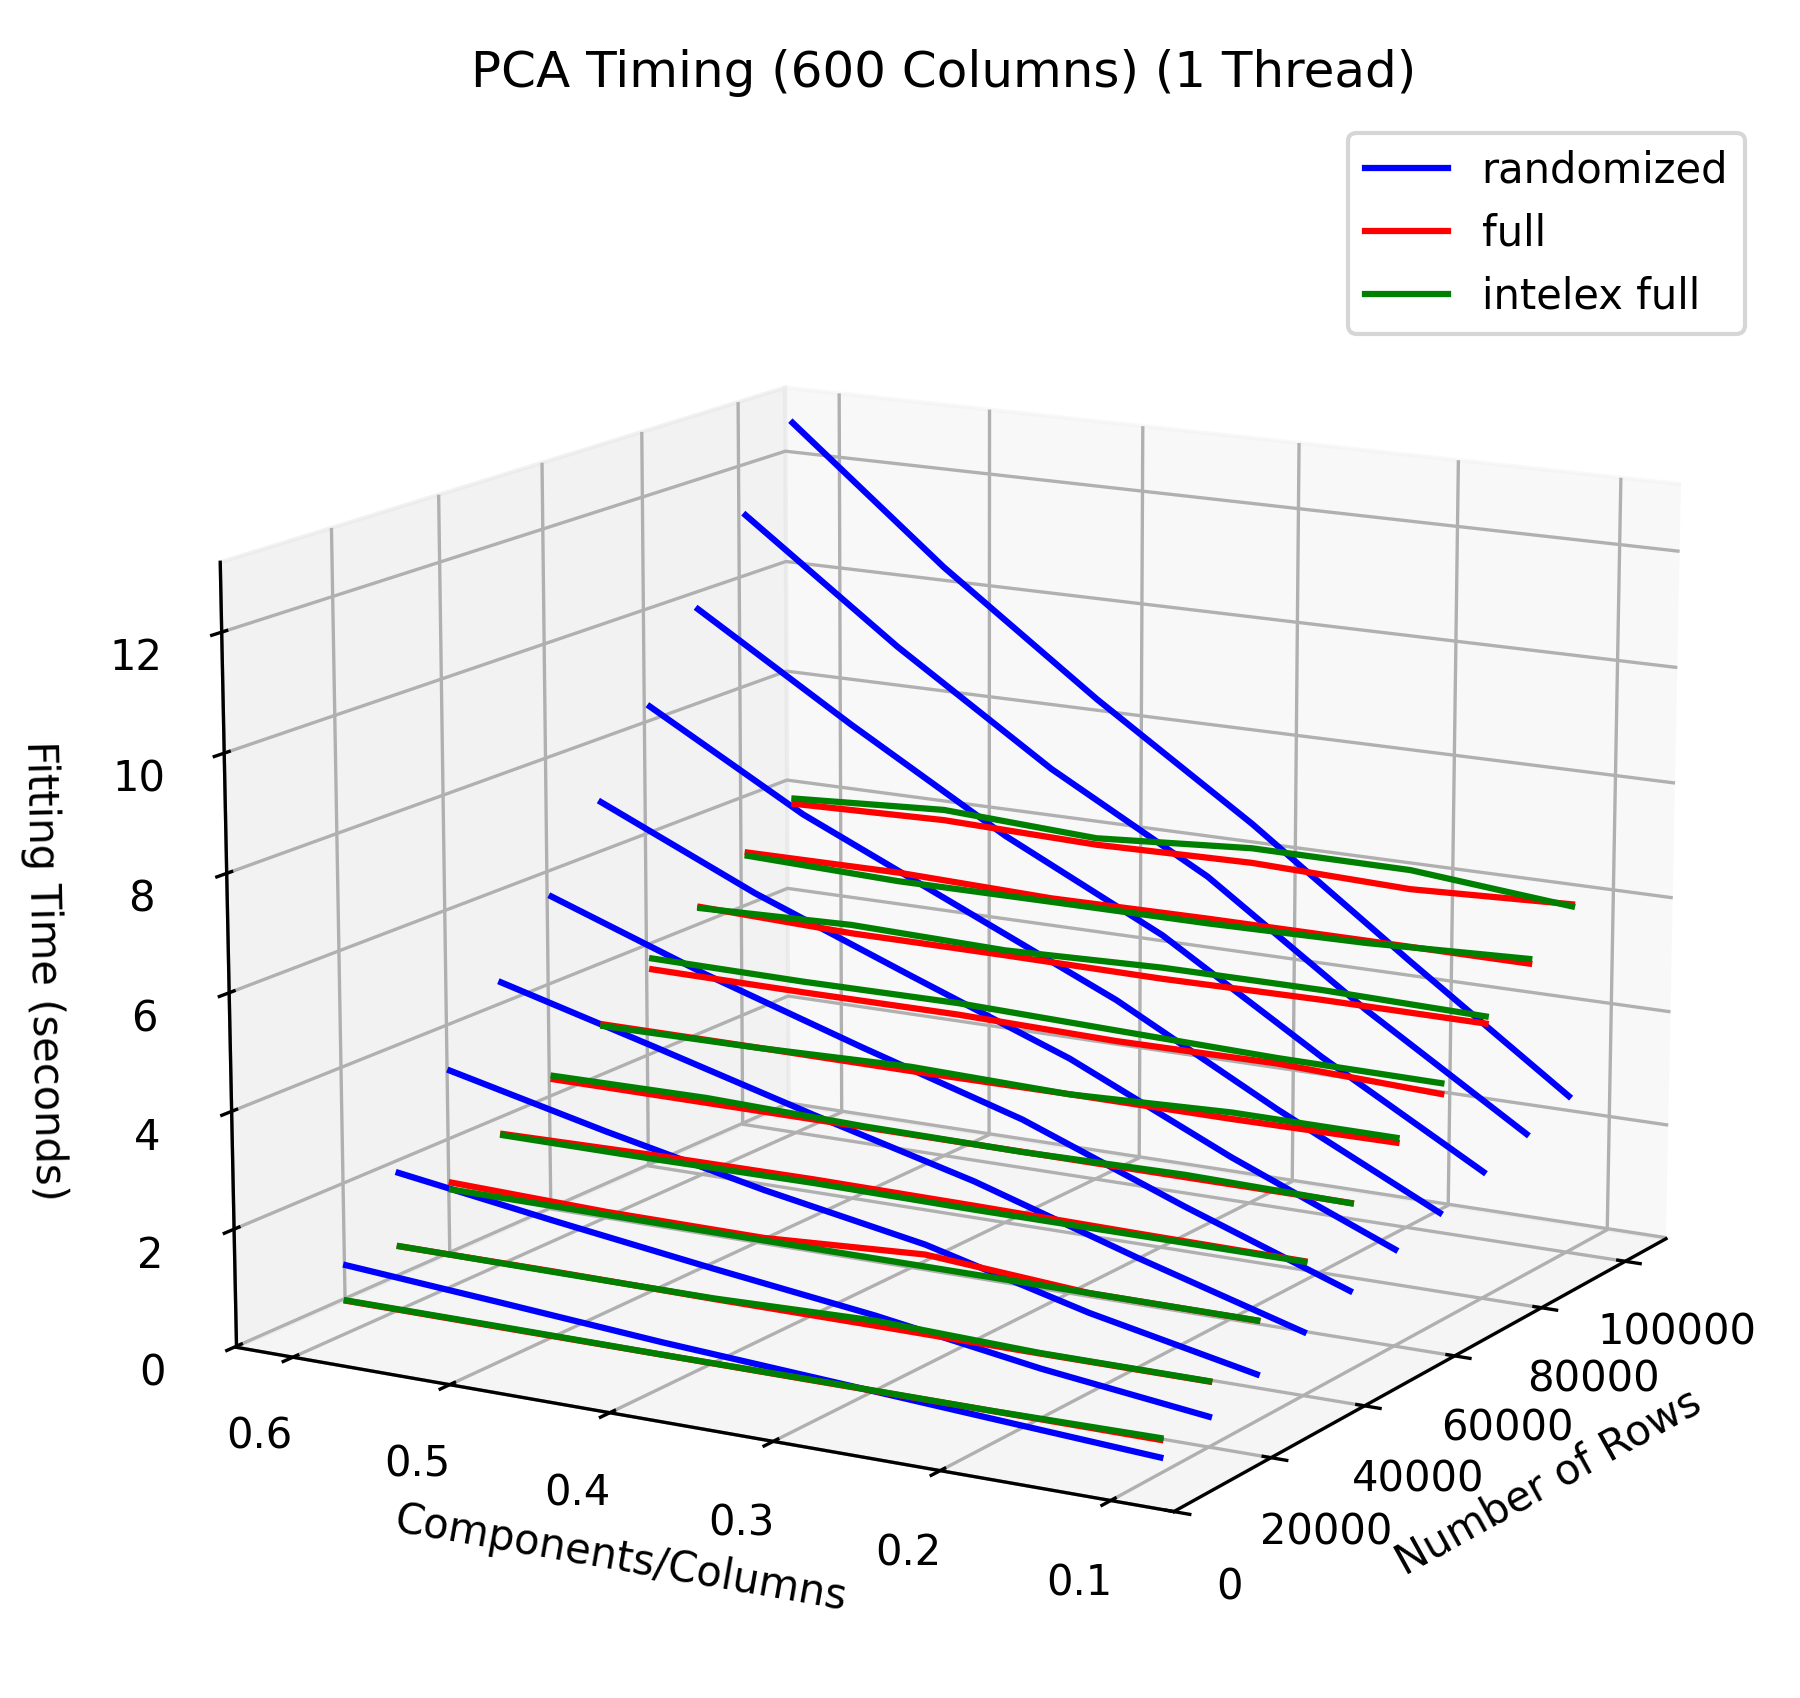 PCA Timing (600 Columns) (1 Thread)
randomized
full
intelex full
12
10
8
6
4
2
0
Fitting Time (seconds)
0.6
0.5
0.4
0.3
0.2
0.1
Components/Columns
0
20000
40000
60000
80000
100000
Number of Rows